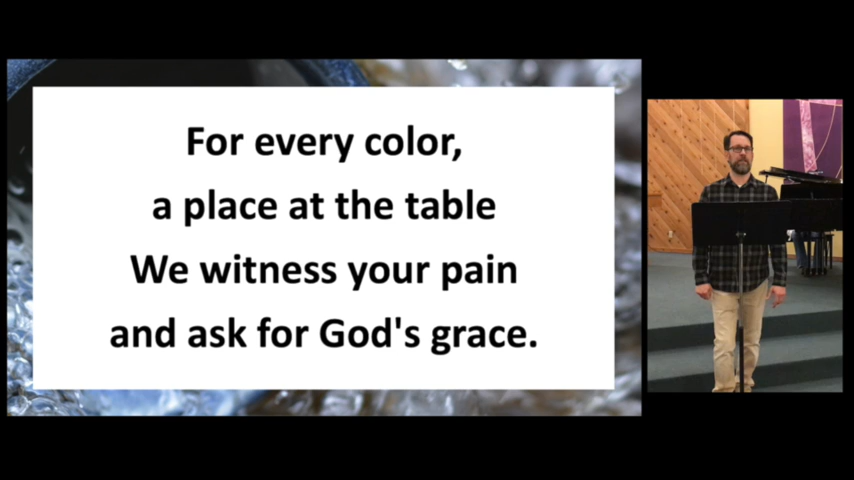 For every color,
a place at the table
We witness your pain
and ask for God's grace.